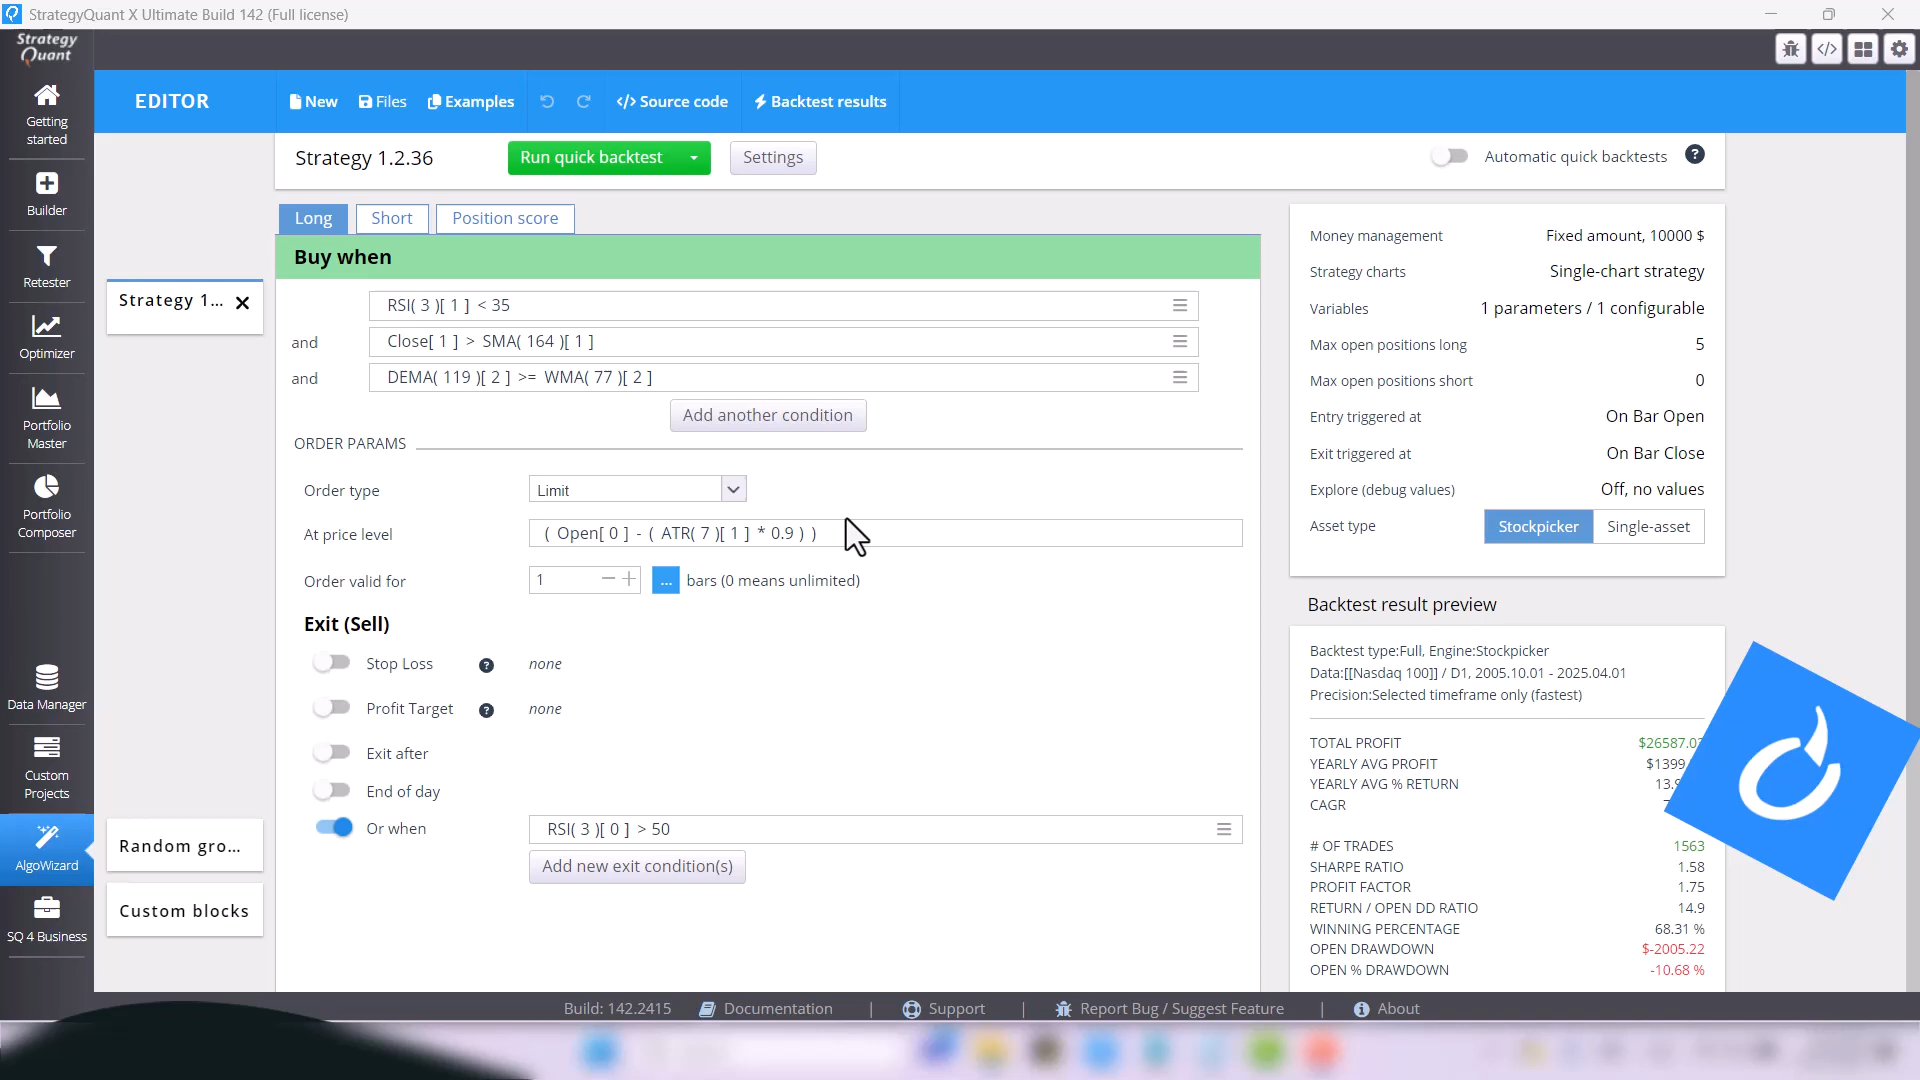 StrategyQuant X Ultimate Build 142 (Full license)
Strategy
Quant
EDITOR
New
Files
Examples
</> Source code
Backtest results
Getting
started
Builder
Retester
Optimizer
Portfolio
Master
Portfolio
Composer
Data Manager
Custom
Projects
AlgoWizard
SQ 4 Business
Strategy 1...
Random gro...
Custom blocks
Strategy 1.2.36
Run quick backtest
Settings
Automatic quick backtests
?
Long
Short
Position score
Buy when
RSI( 3 )[ 1 ] < 35
and
Close[ 1 ] > SMA( 164 )[ 1 ]
and
DEMA( 119 )[ 2 ] >= WMA( 77 )[ 2 ]
Add another condition
ORDER PARAMS
Order type
Limit
At price level
( Open[ 0 ] - ( ATR( 7 )[ 1 ] * 0.9 ) )
Order valid for
1
...
bars (0 means unlimited)
Exit (Sell)
Stop Loss
?
none
Profit Target
?
none
Exit after
End of day
Or when
RSI( 3 )[ 0 ] > 50
Add new exit condition(s)
Money management
Fixed amount, 10000 $
Strategy charts
Single-chart strategy
Variables
1 parameters / 1 configurable
Max open positions long
5
Max open positions short
0
Entry triggered at
On Bar Open
Exit triggered at
On Bar Close
Explore (debug values)
Off, no values
Asset type
Stockpicker
Single-asset
Backtest result preview
Backtest type:Full, Engine:Stockpicker
Data:[[Nasdaq 100]] / D1, 2005.10.01 - 2025.04.01
Precision:Selected timeframe only (fastest)
TOTAL PROFIT
YEARLY AVG PROFIT
YEARLY AVG % RETURN
CAGR
# OF TRADES
1563
SHARPE RATIO
1.58
PROFIT FACTOR
1.75
RETURN / OPEN DD RATIO
14.9
WINNING PERCENTAGE
68.31 %
OPEN DRAWDOWN
$-2005.22
OPEN % DRAWDOWN
-10.68 %
Build: 142.2415
Documentation
|
Support
|
Report Bug / Suggest Feature
|
About